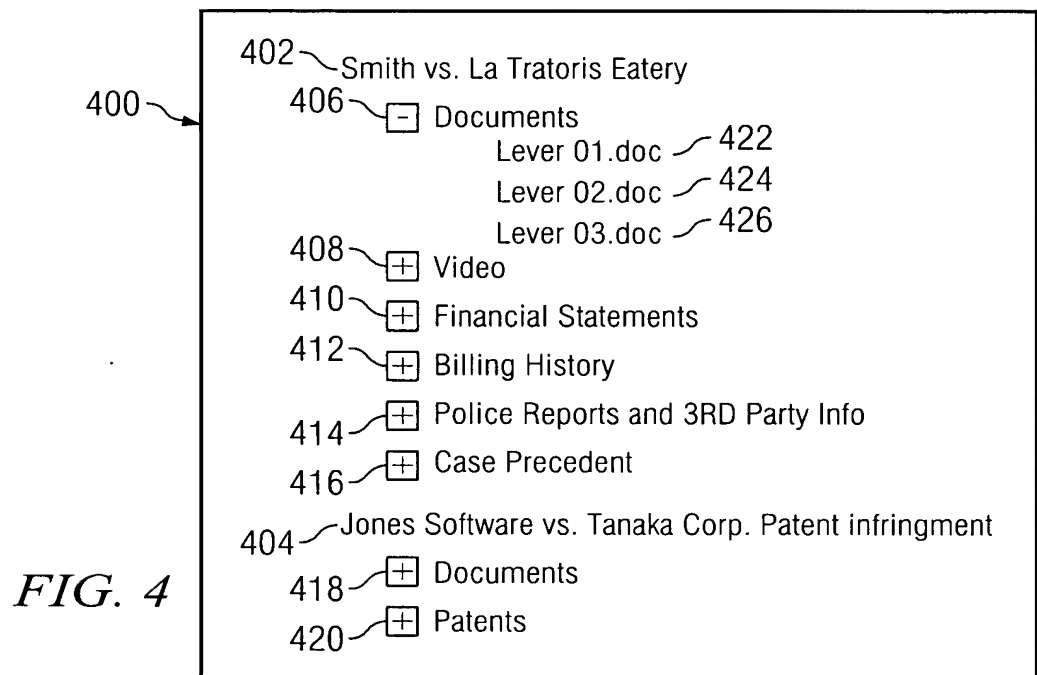 402 Smith vs. La Tratoris Eatery
400
406 - Documents
Lever 01.doc 422
Lever 02.doc 424
Lever 03.doc 426
408 + Video
410 + Financial Statements
412 + Billing History
414 + Police Reports and 3RD Party Info
416 + Case Precedent
404 Jones Software vs. Tanaka Corp. Patent infringment
418 + Documents
FIG. 4
420 + Patents